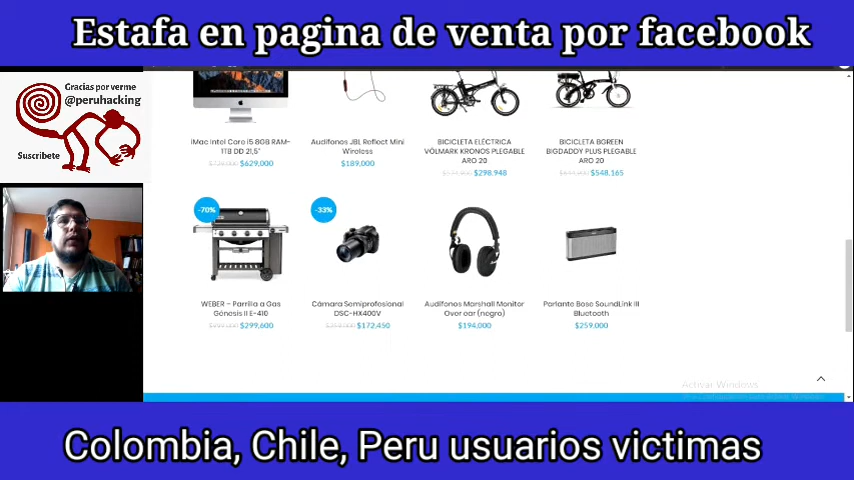 Estafa en pagina de venta por facebook
Gracias por verme
@peruhacking
Suscribete
iMac Intel Core i5 8GB RAM-
1TB DD 21,5"
$629,000
Audífonos JBL Reflect Mini
Wireless
$189,000
BICICLETA ELÉCTRICA
VOLMARK KRONOS PLEGABLE
ARO 20
$298,948
BICICLETA BGREEN
BIGDADDY PLUS PLEGABLE
ARO 20
$548,165
-70%
-33%
WEBER – Parrilla a Gas
Génesis II E-410
$299,600
Cámara Semiprofesional
DSC-HX400V
$172,450
Audífonos Marshall Monitor
Over ear (negro)
$194,000
Parlante Bose SoundLink III
Bluetooth
$259,000
Activar Windows
Colombia, Chile, Peru usuarios victimas